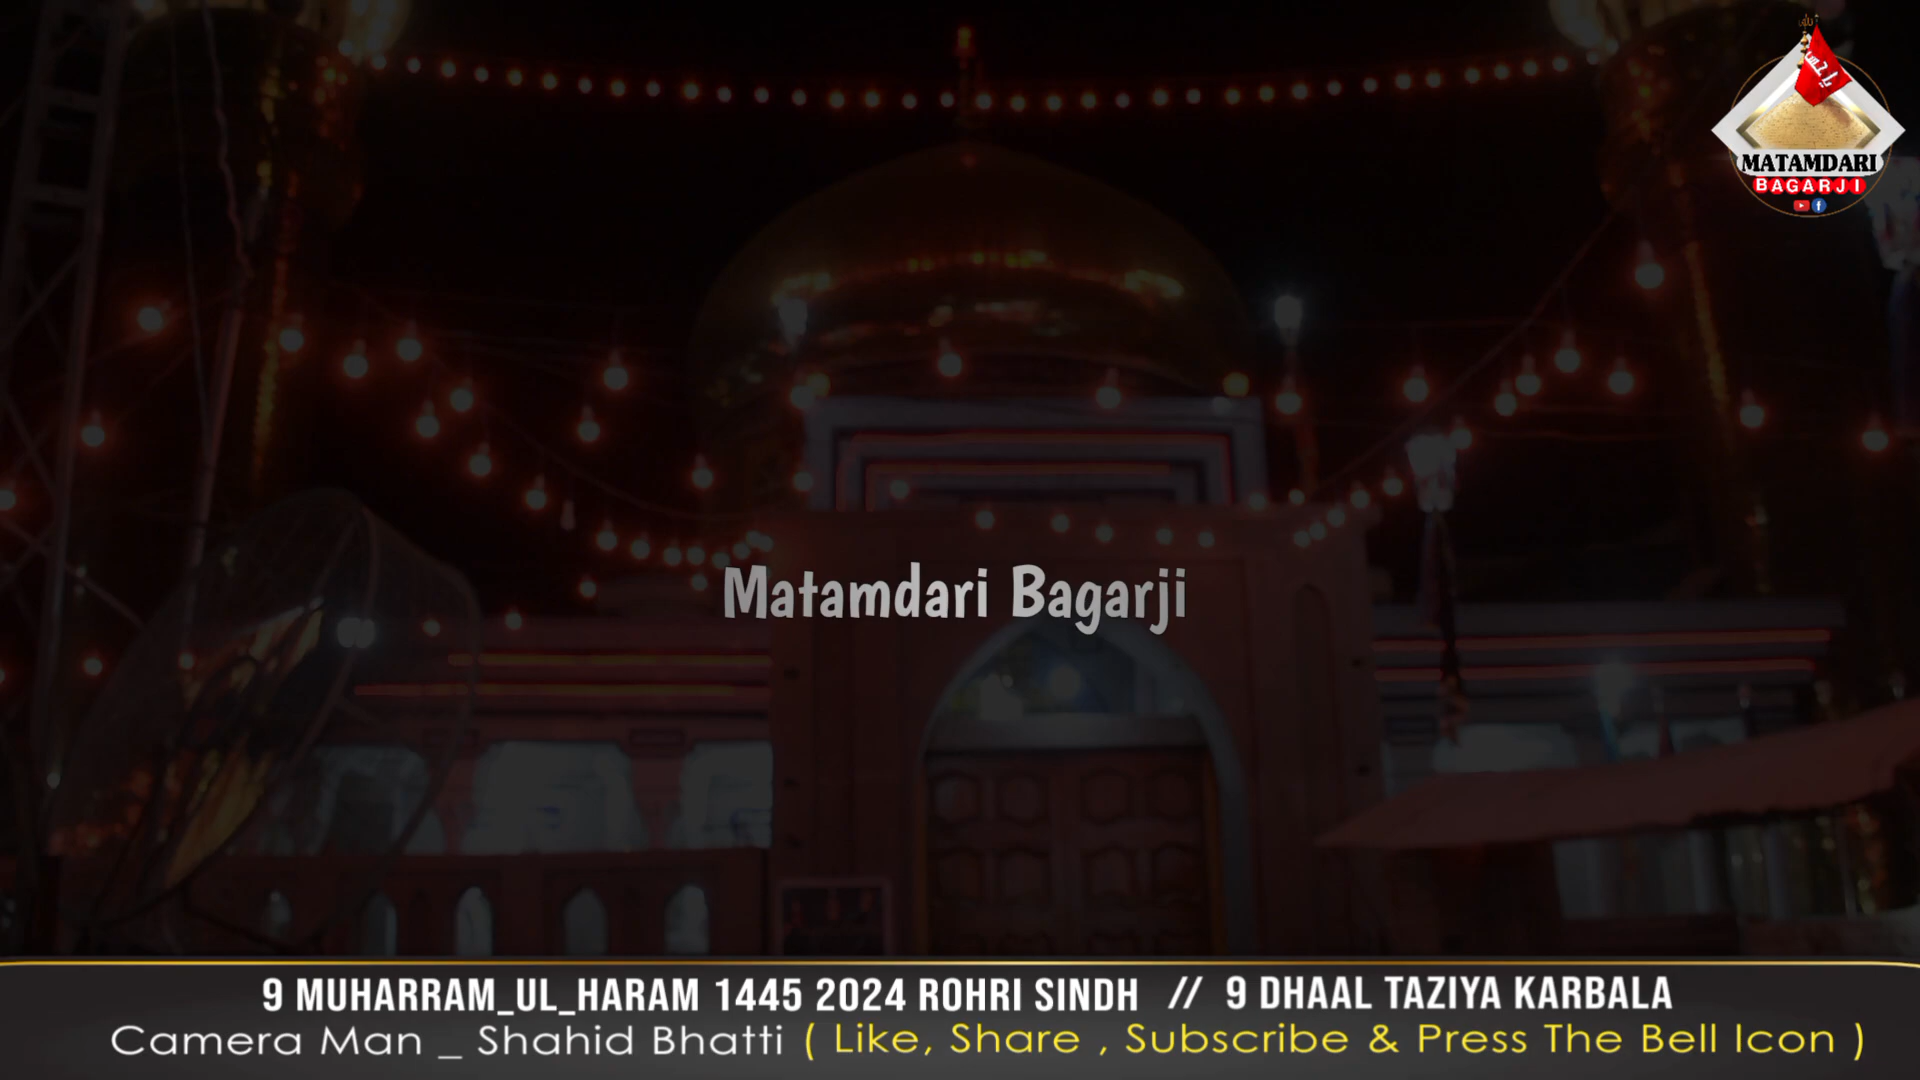 MATAMDARI
BAGARJI
Matamdari Bagarji
9 MUHARRAM_UL_HARAM 1445 2024 ROHRI SINDH // 9 DHAAL TAZIYA KARBALA
Camera Man _ Shahid Bhatti ( Like, Share , Subscribe & Press The Bell Icon )